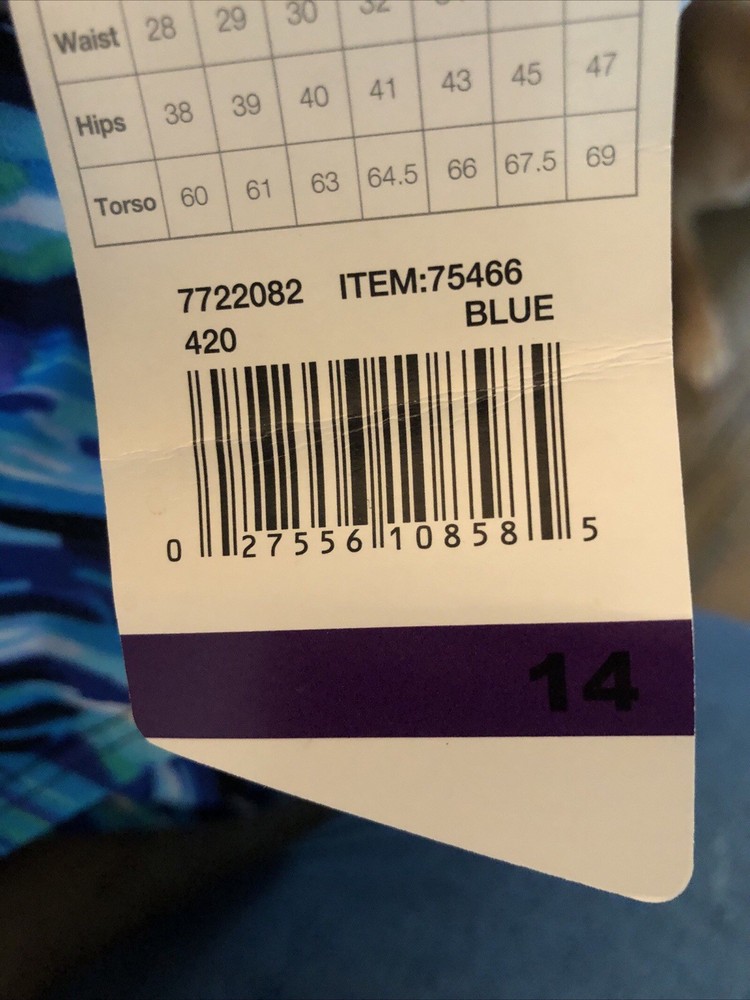 Waist 28 29 30 32
Hips 38 39 40 41 43 45 47
Torso 60 61 63 64.5 66 67.5 69
7722082 ITEM:75466
420 BLUE
0 27556 10858 5
14